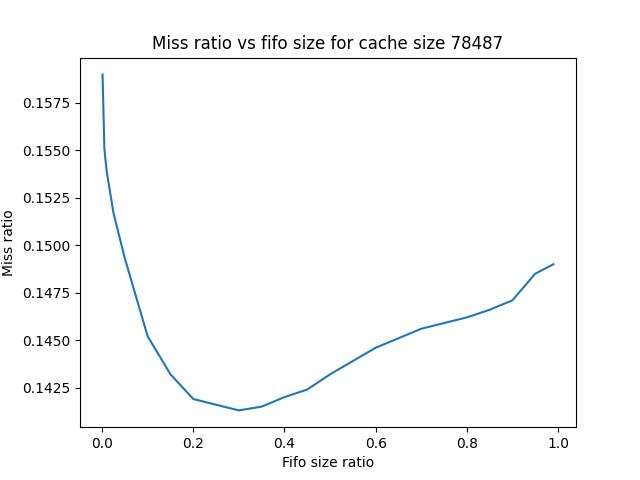 Miss ratio vs fifo size for cache size 78487
0.1575
0.1550
0.1525
0.1500
0.1475
0.1450
0.1425
Miss ratio
0.0 0.2 0.4 0.6 0.8 1.0
Fifo size ratio